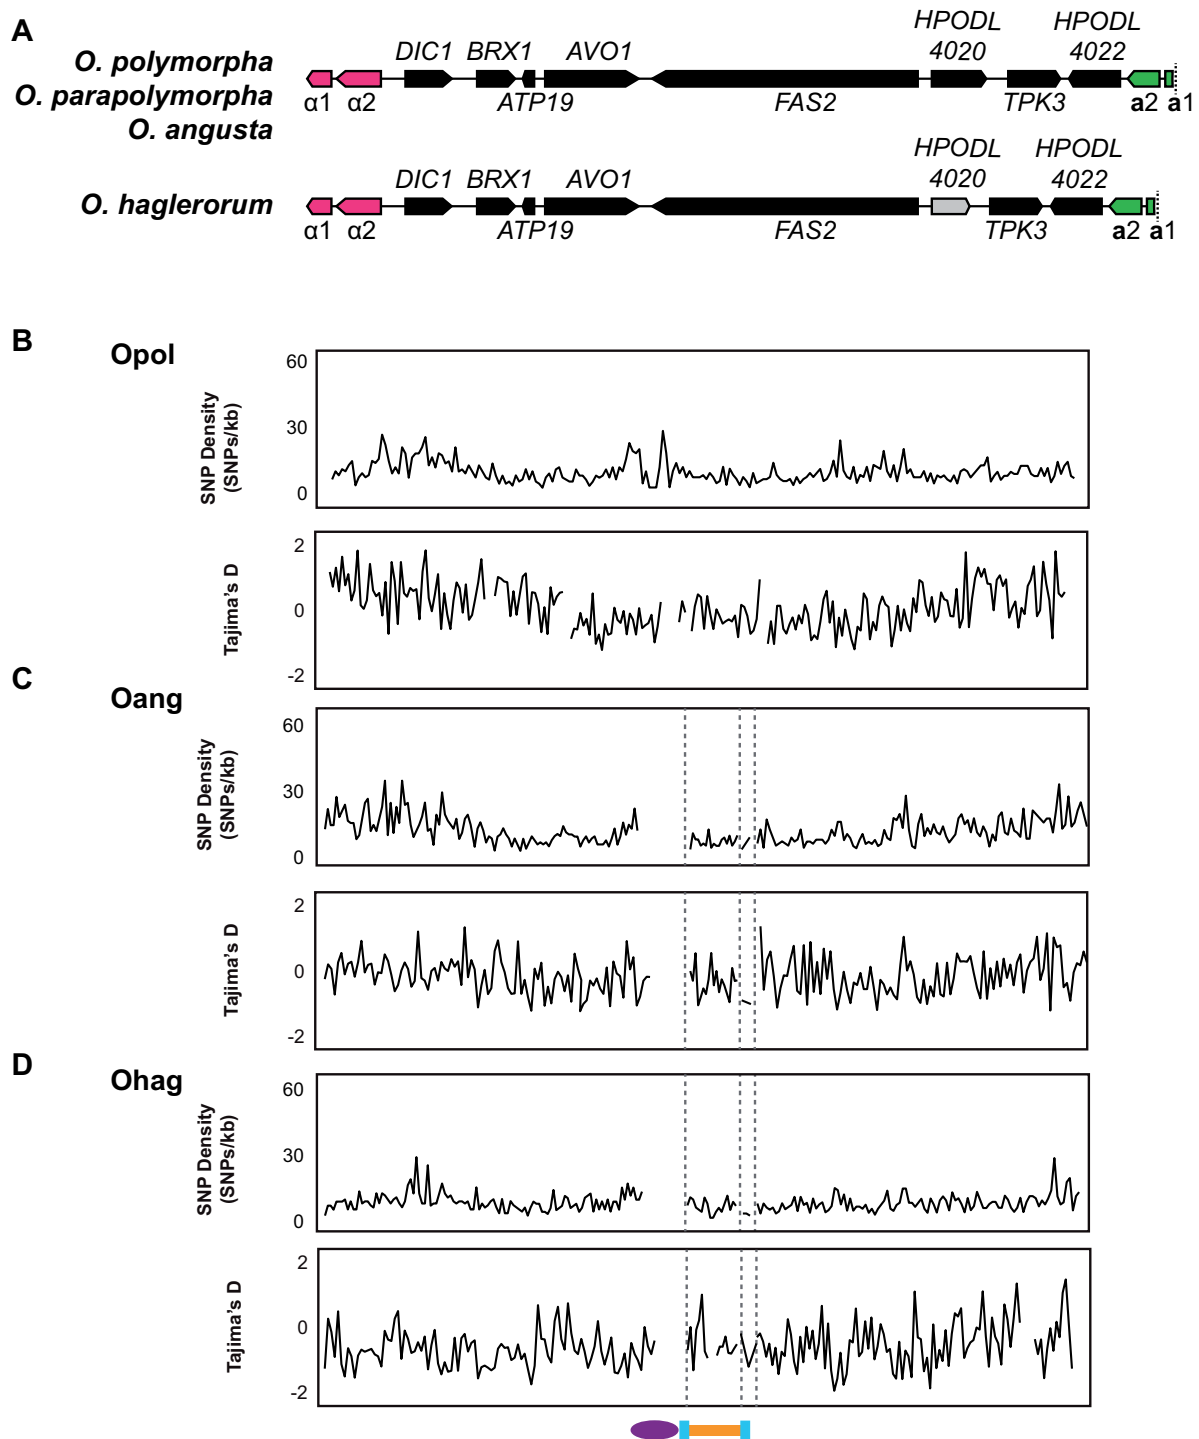 A
HPODL HPODL
DIC1 BRX1 AVO1 4020 4022
O. polymorpha
O. parapolymorpha
O. angusta
α1 α2 ATP19 FAS2 TPK3 a2 a1
HPODL HPODL
DIC1 BRX1 AVO1 4020 4022
O. haglerorum
α1 α2 ATP19 FAS2 TPK3 a2 a1
B
Opol
SNP Density
(SNPs/kb)
60
30
0
Tajima's D
2
0
-2
C
Oang
SNP Density
(SNPs/kb)
60
30
0
Tajima's D
2
0
-2
D
Ohag
SNP Density
(SNPs/kb)
60
30
0
Tajima's D
2
0
-2